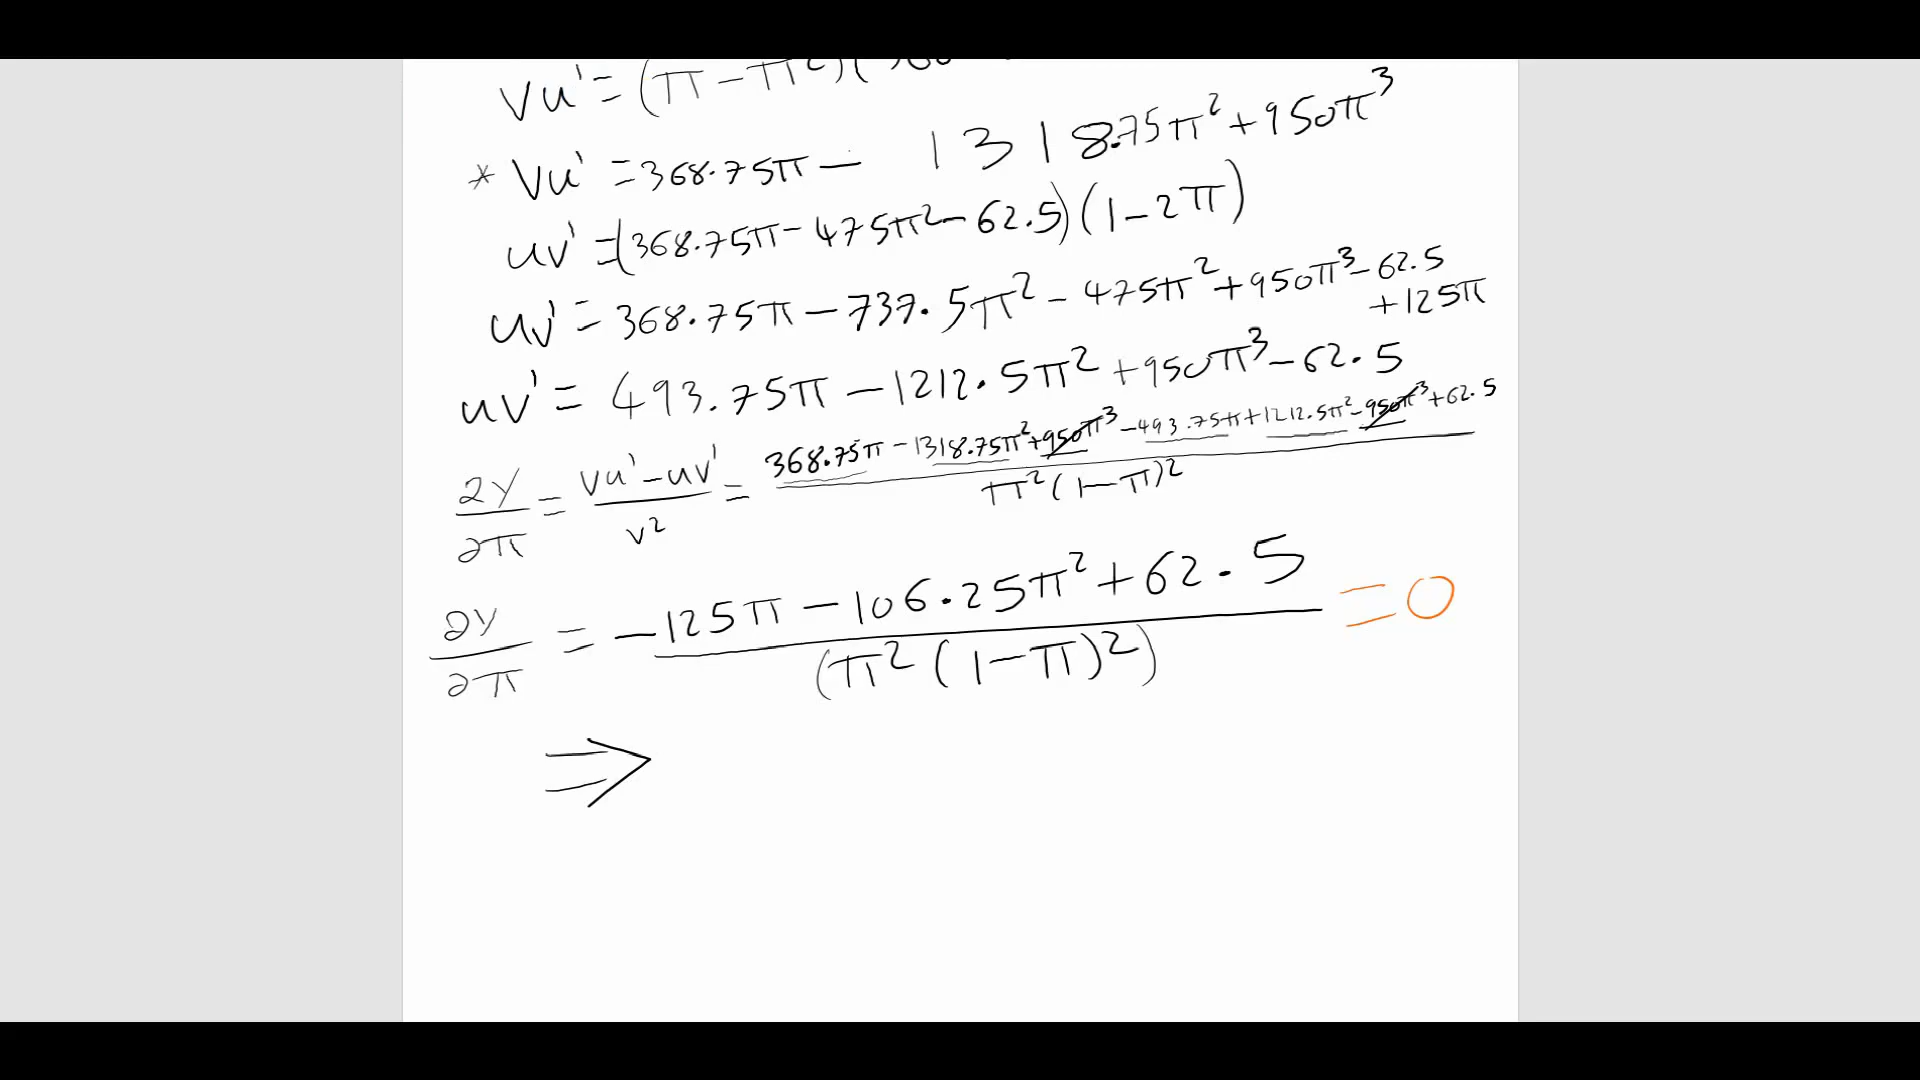 Vu' = (π - π²)(
* Vu' = 368.75π - 1318.75π² + 950π³
uv' = (368.75π - 475π² - 62.5)(1 - 2π)
uv' = 368.75π - 737.5π² - 475π² + 950π³ - 62.5
+125π
uv' = 493.75π - 1212.5π² + 950π³ - 62.5
∂Y/∂π = (Vu' - uv')/v² = (368.75π - 1318.75π² + 950π³ - 493.75π + 1212.5π² - 950π³ + 62.5)/(π²(1-π)²)
∂Y/∂π = (-125π - 106.25π² + 62.5)/(π²(1-π)²) = 0
⇒